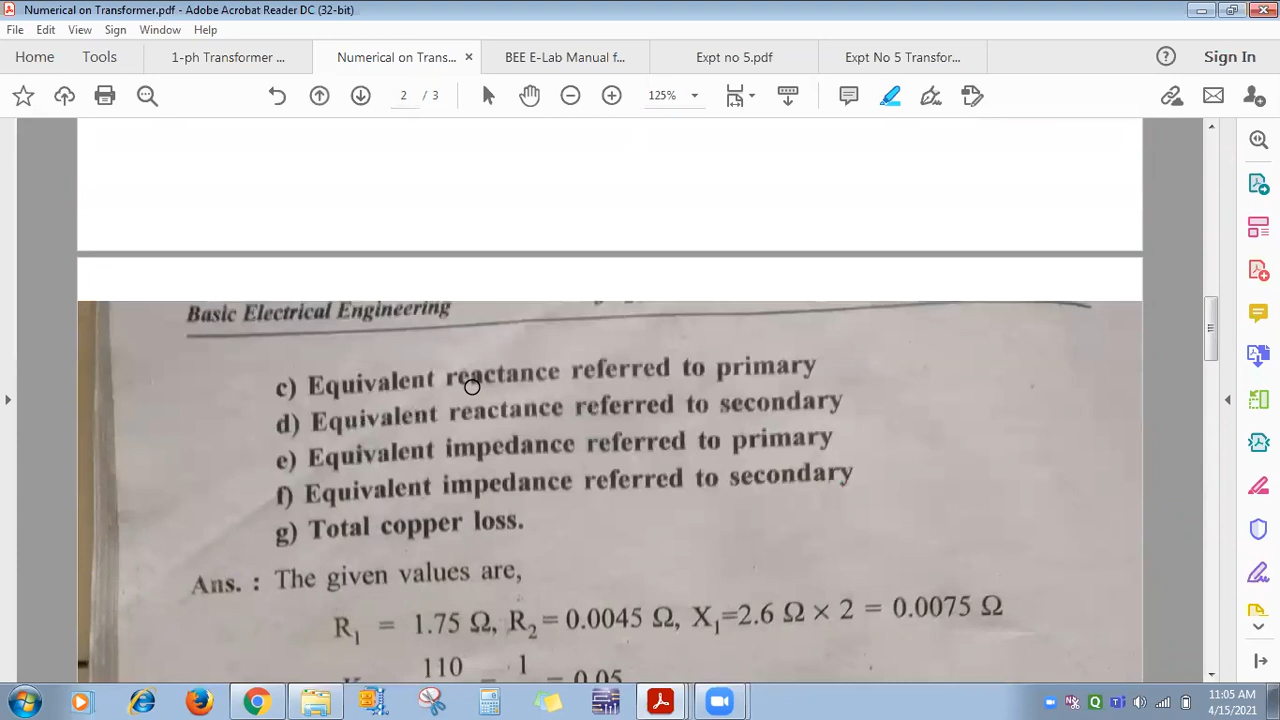 Numerical on Transformer.pdf - Adobe Acrobat Reader DC (32-bit)
File Edit View Sign Window Help
Home Tools 1-ph Transformer ... Numerical on Trans... × BEE E-Lab Manual f... Expt no 5.pdf Expt No 5 Transfor... Sign In
2 / 3 125%
Basic Electrical Engineering
c) Equivalent reactance referred to primary
d) Equivalent reactance referred to secondary
e) Equivalent impedance referred to primary
f) Equivalent impedance referred to secondary
g) Total copper loss.
Ans. : The given values are,
R₁ = 1.75 Ω, R₂ = 0.0045 Ω, X₁=2.6 Ω × 2 = 0.0075 Ω
110 1
= = 0.05
11:05 AM
4/15/2021